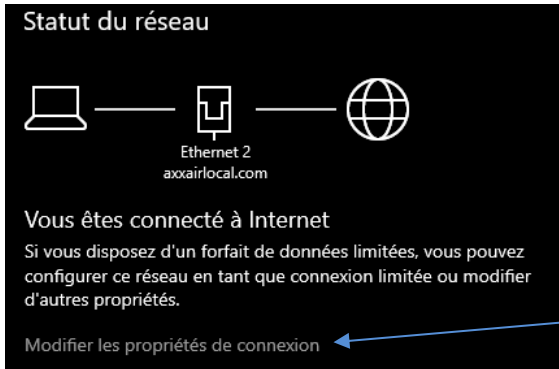 Statut du réseau
Ethernet 2
axxairlocal.com
Vous êtes connecté à Internet
Si vous disposez d'un forfait de données limitées, vous pouvez
configurer ce réseau en tant que connexion limitée ou modifier
d'autres propriétés.
Modifier les propriétés de connexion